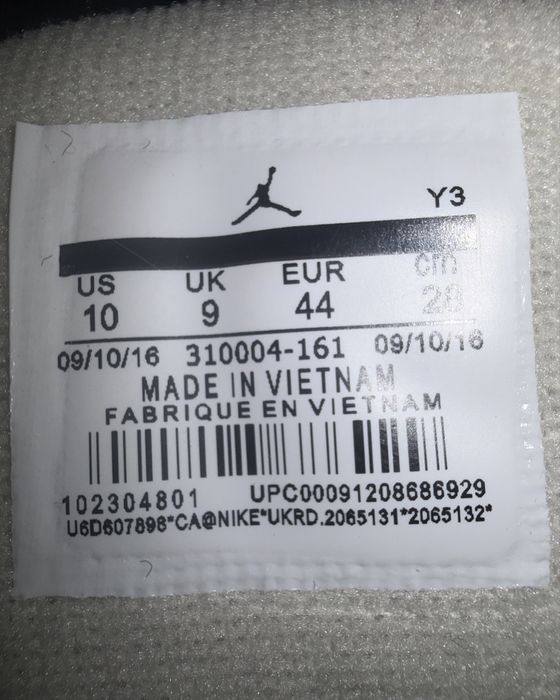 Y3
US UK EUR cm
10 9 44 28
09/10/16 310004-161 09/10/16
MADE IN VIETNAM
FABRIQUE EN VIETNAM
102304801 UPC00091208686929
U6D607898*CA@NIKE*UKRD.2065131*2065132*